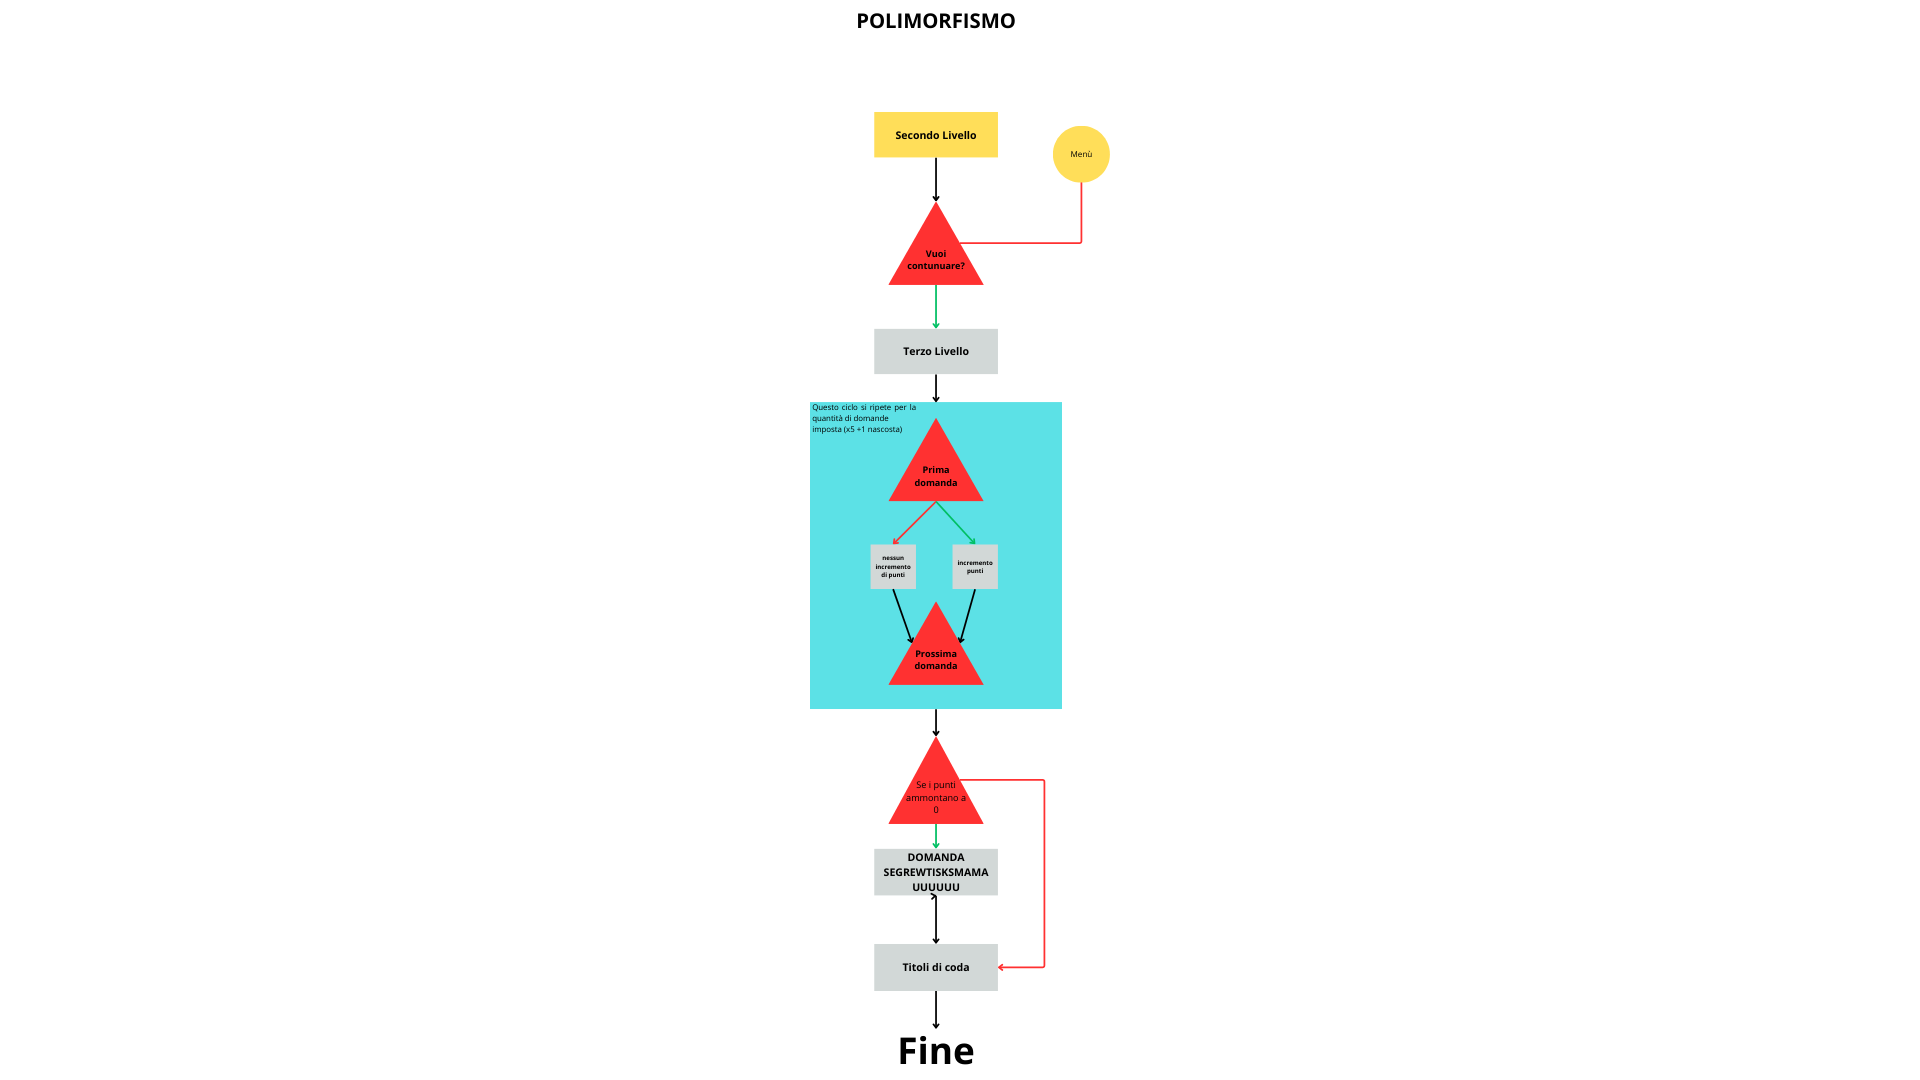 POLIMORFISMO
Secondo Livello
Menù
Vuoi
contunuare?
Terzo Livello
Questo ciclo si ripete per la
quantità di domande
imposta (x5 +1 nascosta)
Prima
domanda
nessun
incremento
di punti
incremento
punti
Prossima
domanda
Se i punti
ammontano a
0
DOMANDA
SEGREWTISKSMAMA
UUUUUU
Titoli di coda
Fine